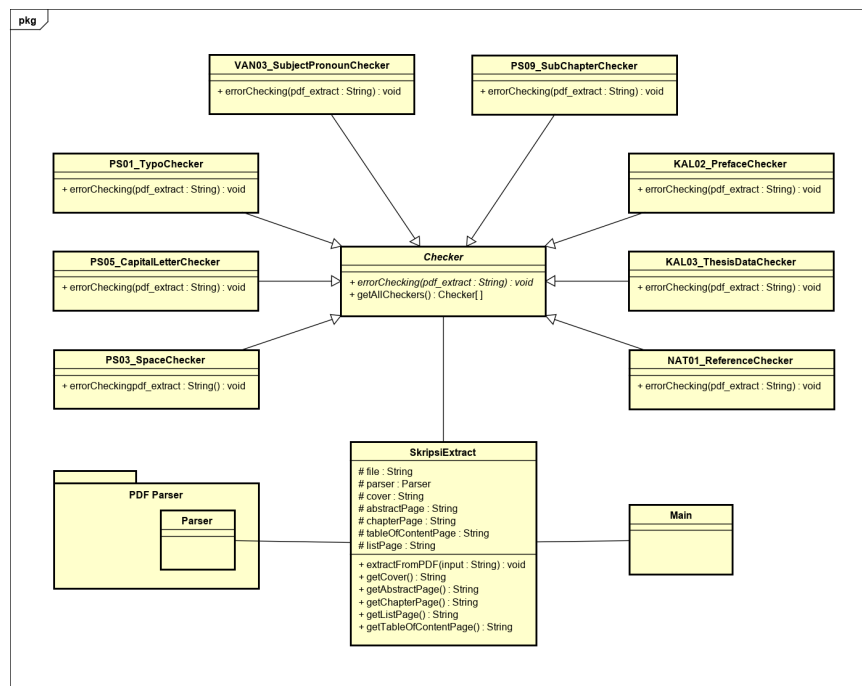 pkg
VAN03_SubjectPronounChecker
+ errorChecking(pdf_extract : String) : void
PS09_SubChapterChecker
+ errorChecking(pdf_extract : String) : void
PS01_TypoChecker
+ errorChecking(pdf_extract : String) : void
KAL02_PrefaceChecker
+ errorChecking(pdf_extract : String) : void
Checker
+ errorChecking(pdf_extract : String) : void
+ getAllCheckers() : Checker[ ]
PS05_CapitalLetterChecker
+ errorChecking(pdf_extract : String) : void
KAL03_ThesisDataChecker
+ errorChecking(pdf_extract : String) : void
PS03_SpaceChecker
+ errorCheckingpdf_extract : String() : void
NAT01_ReferenceChecker
+ errorChecking(pdf_extract : String) : void
SkripsiExtract
# file : String
# parser : Parser
# cover : String
# abstractPage : String
# chapterPage : String
# tableOfContentPage : String
# listPage : String
+ extractFromPDF(input : String) : void
+ getCover() : String
+ getAbstractPage() : String
+ getChapterPage() : String
+ getListPage() : String
+ getTableOfContentPage() : String
PDF Parser
Parser
Main